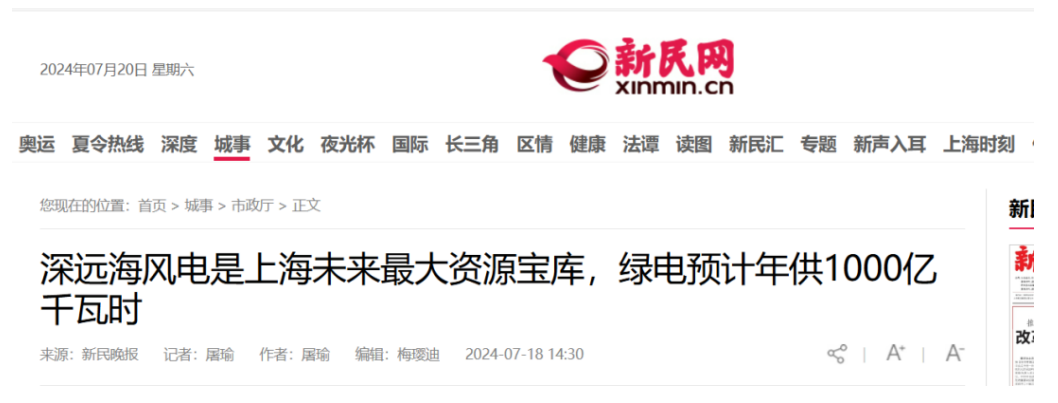 2024年07月20日 星期六
新民网
xinmin.cn
奥运 夏令热线 深度 城事 文化 夜光杯 国际 长三角 区情 健康 法谭 读图 新民汇 专题 新声入耳 上海时刻
您现在的位置：首页 > 城事 > 市政厅 > 正文
深远海风电是上海未来最大资源宝库，绿电预计年供1000亿
千瓦时
来源：新民晚报 记者：屠瑜 作者：屠瑜 编辑：梅璎迪 2024-07-18 14:30
A+ | A-
新
新
改